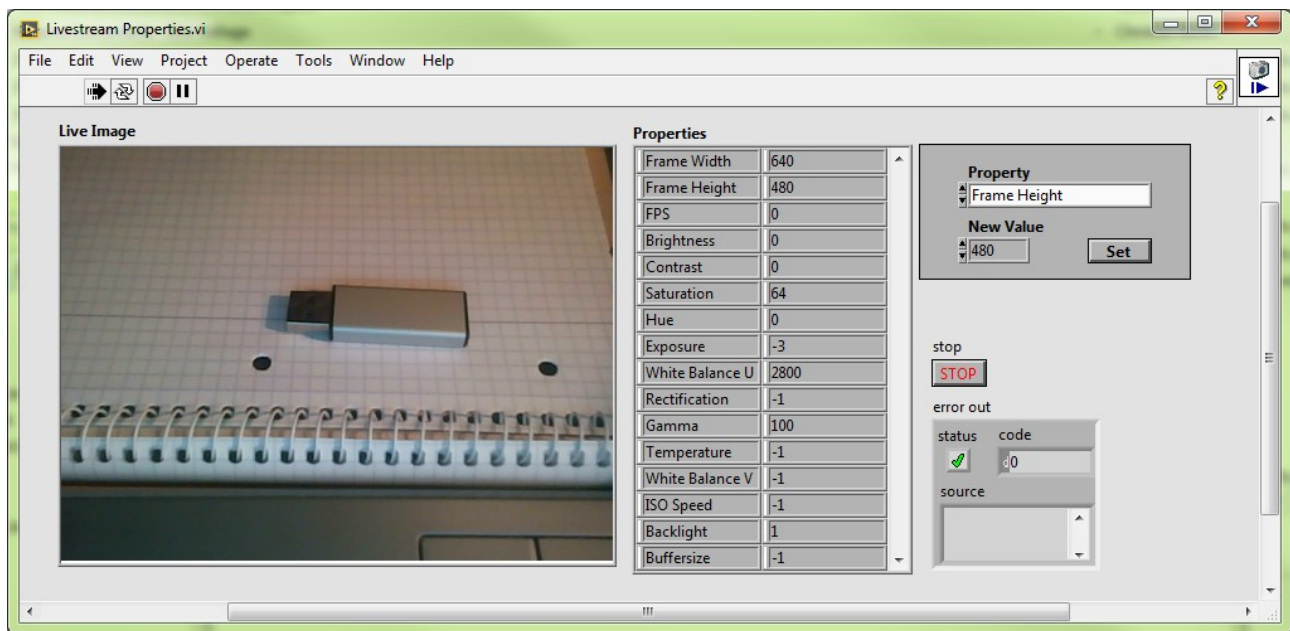 Livestream Properties.vi
File Edit View Project Operate Tools Window Help
Live Image
Properties
Frame Width 640
Frame Height 480
FPS 0
Brightness 0
Contrast 0
Saturation 64
Hue 0
Exposure -3
White Balance U 2800
Rectification -1
Gamma 100
Temperature -1
White Balance V -1
ISO Speed -1
Backlight 1
Buffersize -1
Property
Frame Height
New Value
480 Set
stop
STOP
error out
status code
d0
source